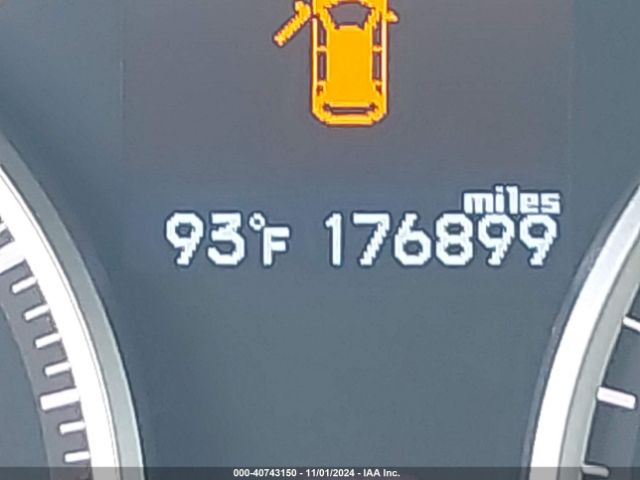 miles
93°F 176899
000-40743150 - 11/01/2024 - IAA Inc.